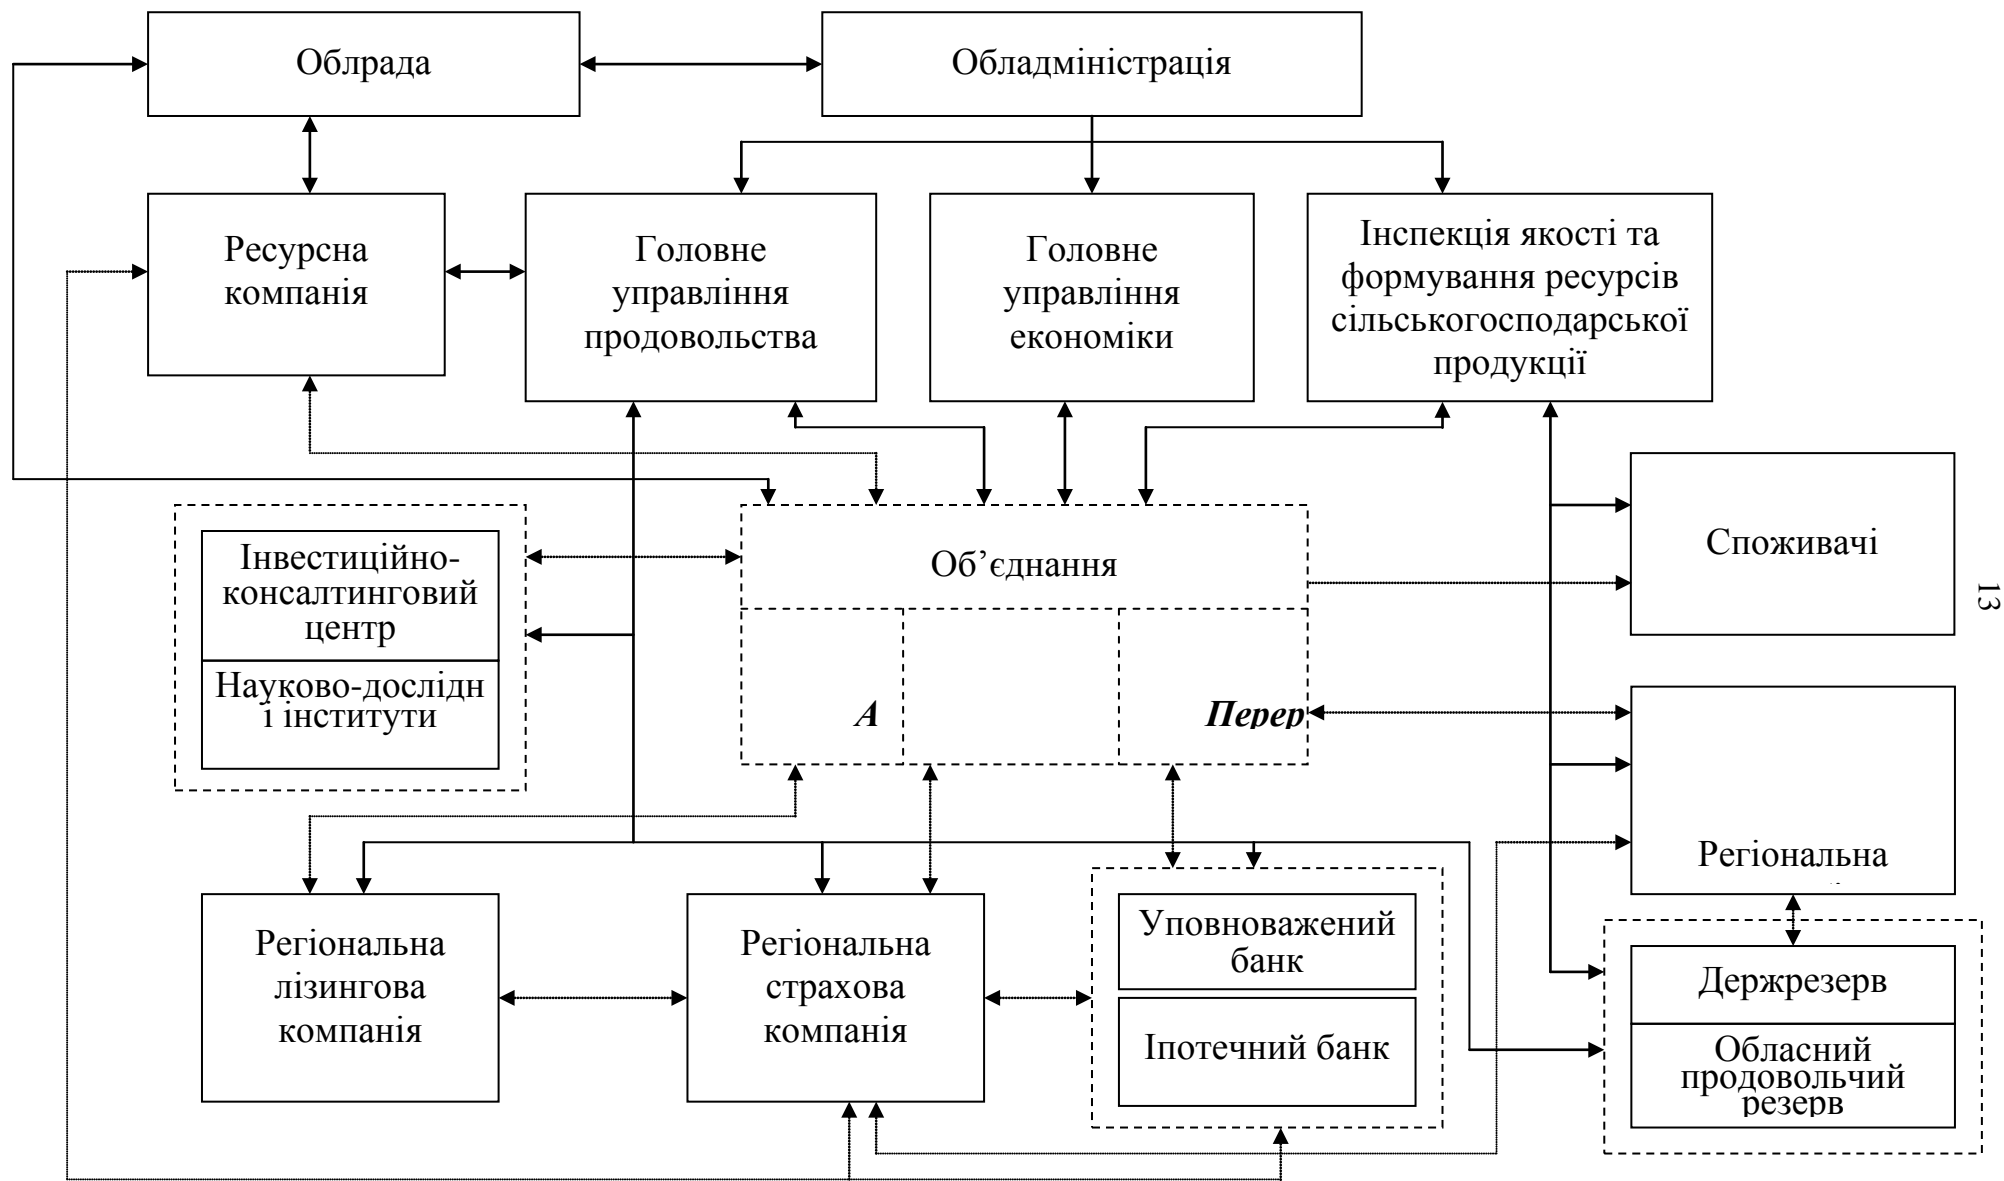 Облрада
Обладміністрація
Ресурсна
компанія
Головне
управління
продовольства
Головне
управління
економіки
Інспекція якості та
формування ресурсів
сільськогосподарської
продукції
Інвестиційно-
консалтинговий
центр
Науково-дослідн
і інститути
Об’єднання
А
Перер
Споживачі
13
Регіональна
Регіональна
лізингова
компанія
Регіональна
страхова
компанія
Уповноважений
банк
Іпотечний банк
Держрезерв
Обласний
продовольчий
резерв